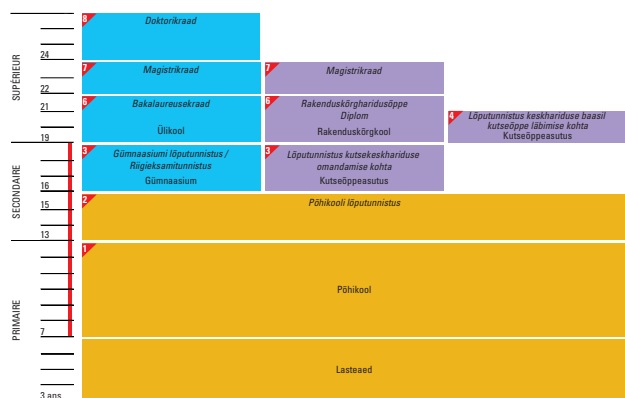 SUPÉRIEUR
SECONDAIRE
PRIMAIRE
24
22
21
19
16
15
13
7
3 ans
8
Doktorikraad
7
Magistrikraad
7
Magistrikraad
6
Bakalaureusekraad
Ülikool
6
Rakenduskõrgharidusõppe
Diplom
Rakenduskõrgkool
4
Lõputunnistus keskhariduse baasil
kutseõppe läbimise kohta
Kutseõppeasutus
3
Gümnaasiumi lõputunnistus /
Riigieksamitunnistus
Gümnaasium
3
Lõputunnistus kutsekeskhariduse
omandamise kohta
Kutseõppeasutus
2
Põhikooli lõputunnistus
1
Põhikool
Lasteaed